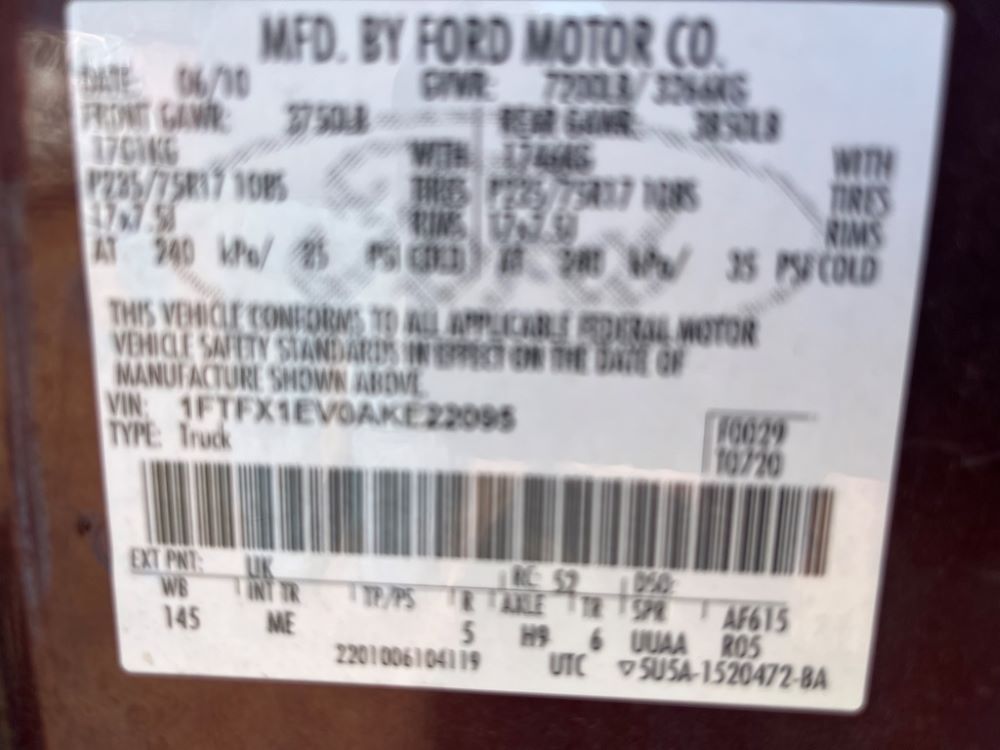 MFD. BY FORD MOTOR CO.
DATE: 06/10 GVWR: 7200LB/ 3266KG
FRONT GAWR: 3750LB REAR GAWR: 3850LB
1701KG WITH 1746KG WITH
P235/75R17 108S TIRES P235/75R17 108S TIRES
17x7.5J RIMS 17x7.5J RIMS
AT 240 kPa/ 35 PSI COLD AT 240 kPa/ 35 PSI COLD
THIS VEHICLE CONFORMS TO ALL APPLICABLE FEDERAL MOTOR
VEHICLE SAFETY STANDARDS IN EFFECT ON THE DATE OF
MANUFACTURE SHOWN ABOVE.
VIN: 1FTFX1EV0AKE22095
TYPE: Truck
F0029
T0720
EXT PNT: UK RC: 52 DSO:
WB INT TR TP/PS R AXLE TR SPR AF615
145 ME 5 H9 6 UUAA R05
2201006104119 UTC ▽5U5A-1520472-BA